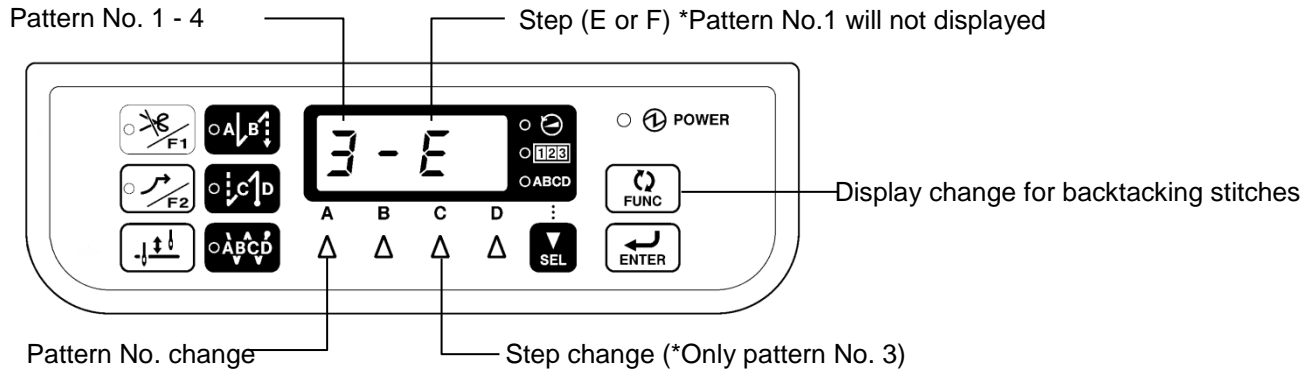 Pattern No. 1 - 4
Step (E or F) *Pattern No.1 will not displayed
F1
A B
3 - E
123
ABCD
POWER
F2
C D
FUNC
Display change for backtacking stitches
A B C D
ABCD
SEL
ENTER
Pattern No. change
Step change (*Only pattern No. 3)